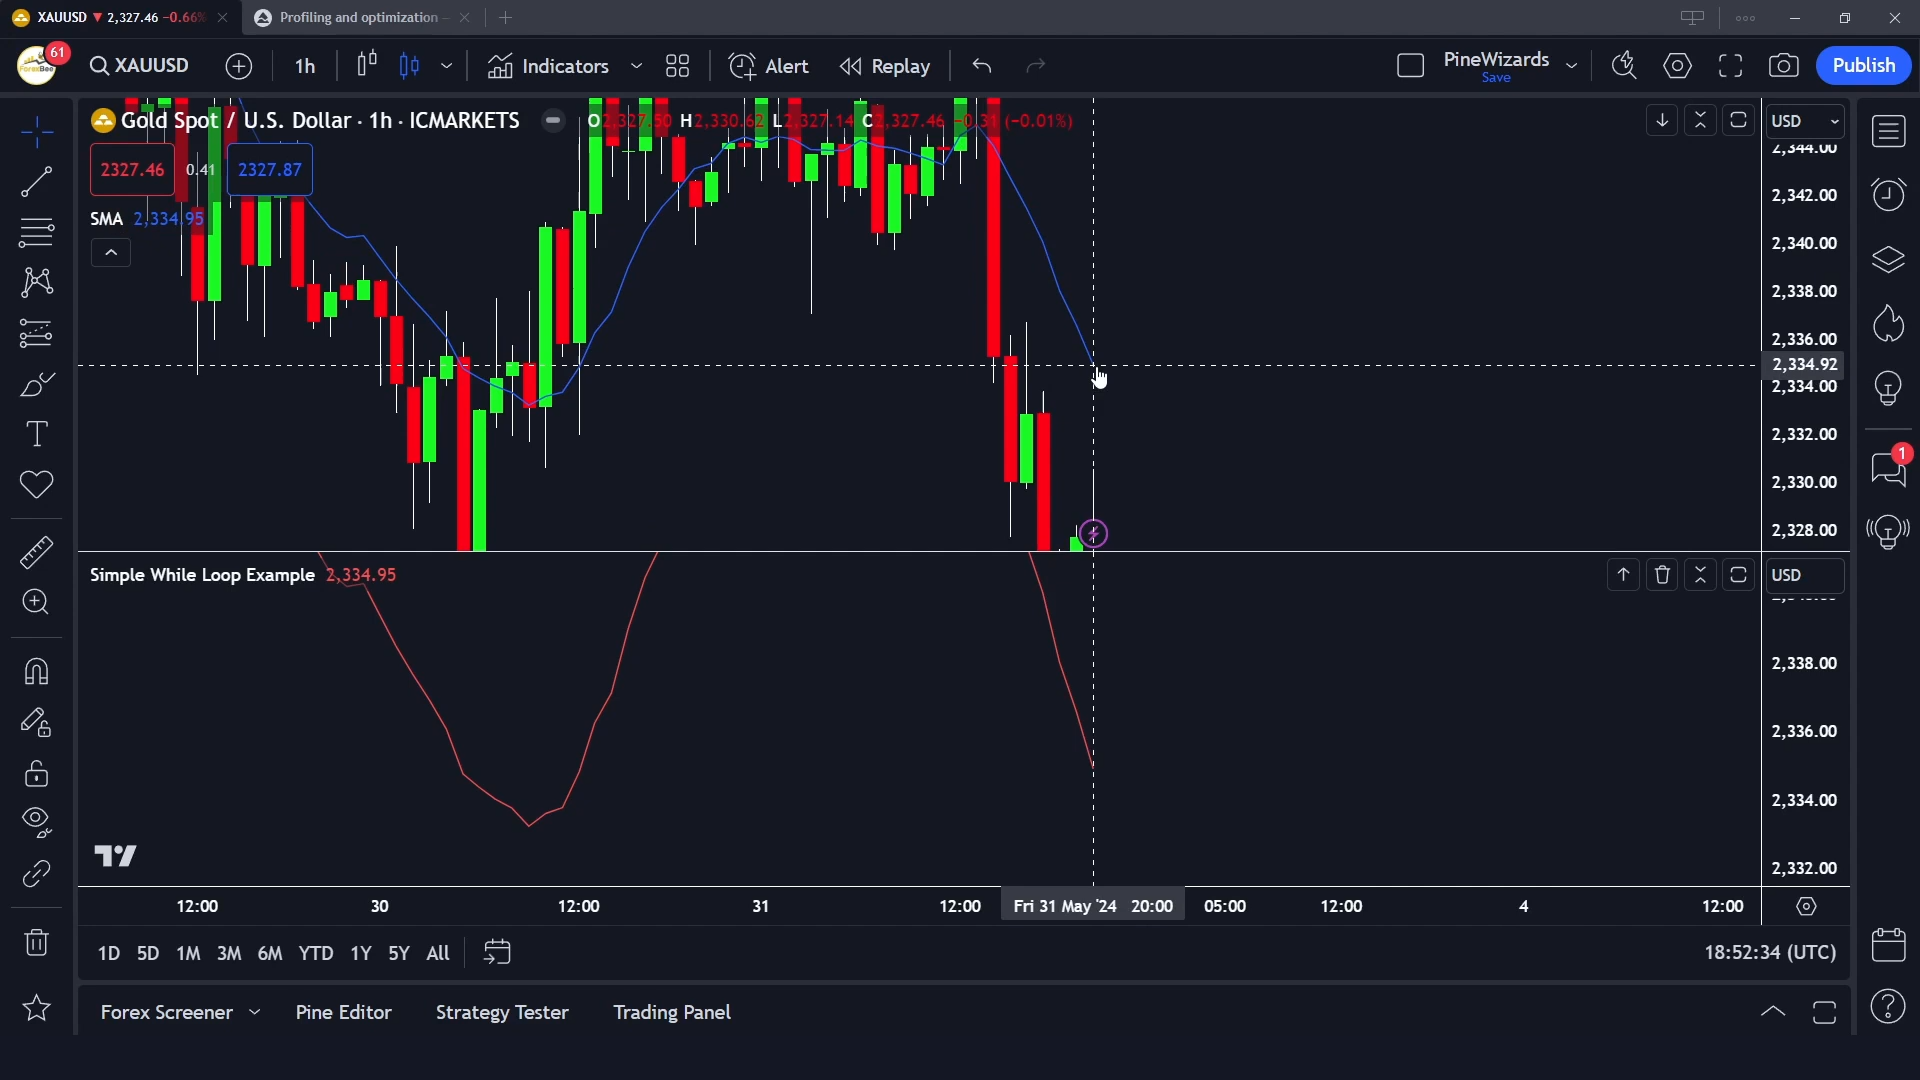 XAUUSD ▼ 2,327.46 −0.66%
Profiling and optimization
61
XAUUSD
1h
Indicators
Alert
Replay
PineWizards
Save
Publish
Gold Spot / U.S. Dollar · 1h · ICMARKETS
O2,327.50 H2,330.62 L2,327.14 C2,327.46 −0.31 (−0.01%)
USD
2327.46
0.41
2327.87
SMA 2,334.95
2,344.00
2,342.00
2,340.00
2,338.00
2,336.00
2,334.92
2,334.00
2,332.00
2,330.00
2,328.00
1
Simple While Loop Example 2,334.95
USD
2,338.00
2,336.00
2,334.00
2,332.00
12:00
30
12:00
31
12:00
Fri 31 May '24 20:00
05:00
12:00
4
12:00
1D 5D 1M 3M 6M YTD 1Y 5Y All
18:52:34 (UTC)
Forex Screener
Pine Editor
Strategy Tester
Trading Panel